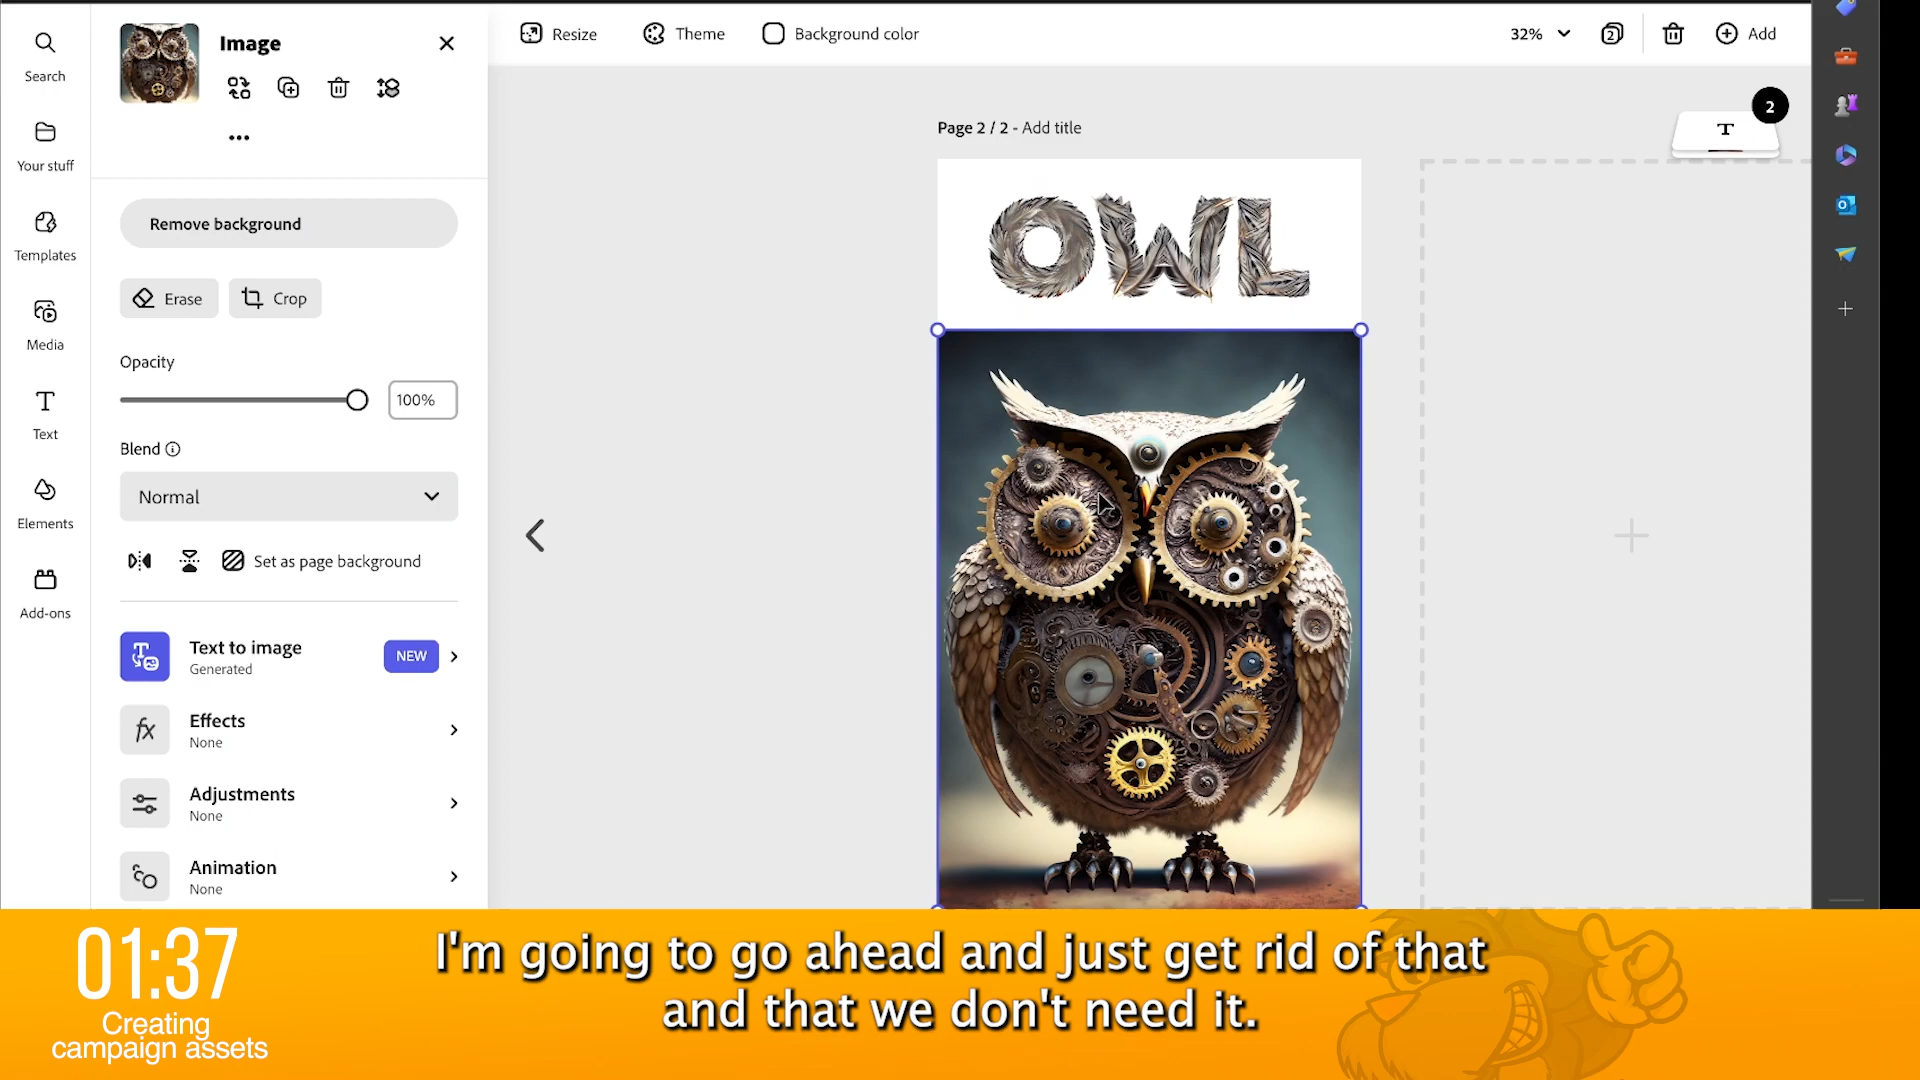 Search
Your stuff
Templates
Media
Text
Elements
Add-ons
Image
Remove background
Erase
Crop
Opacity
100%
Blend
Normal
Set as page background
Text to image
Generated
NEW
Effects
None
Adjustments
None
Animation
None
Resize
Theme
Background color
32%
2
Add
Page 2 / 2 - Add title
T
2
OWL
01:37
Creating
campaign assets
I'm going to go ahead and just get rid of that
and that we don't need it.